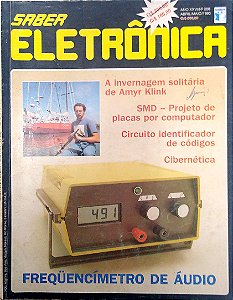 SABER
ELETRÔNICA
A invernagem solitária
de Amyr Klink
SMD – Projeto de
placas por computador
Circuito identificador
de códigos
Cibernética
491
FREQÜENCÍMETRO DE ÁUDIO